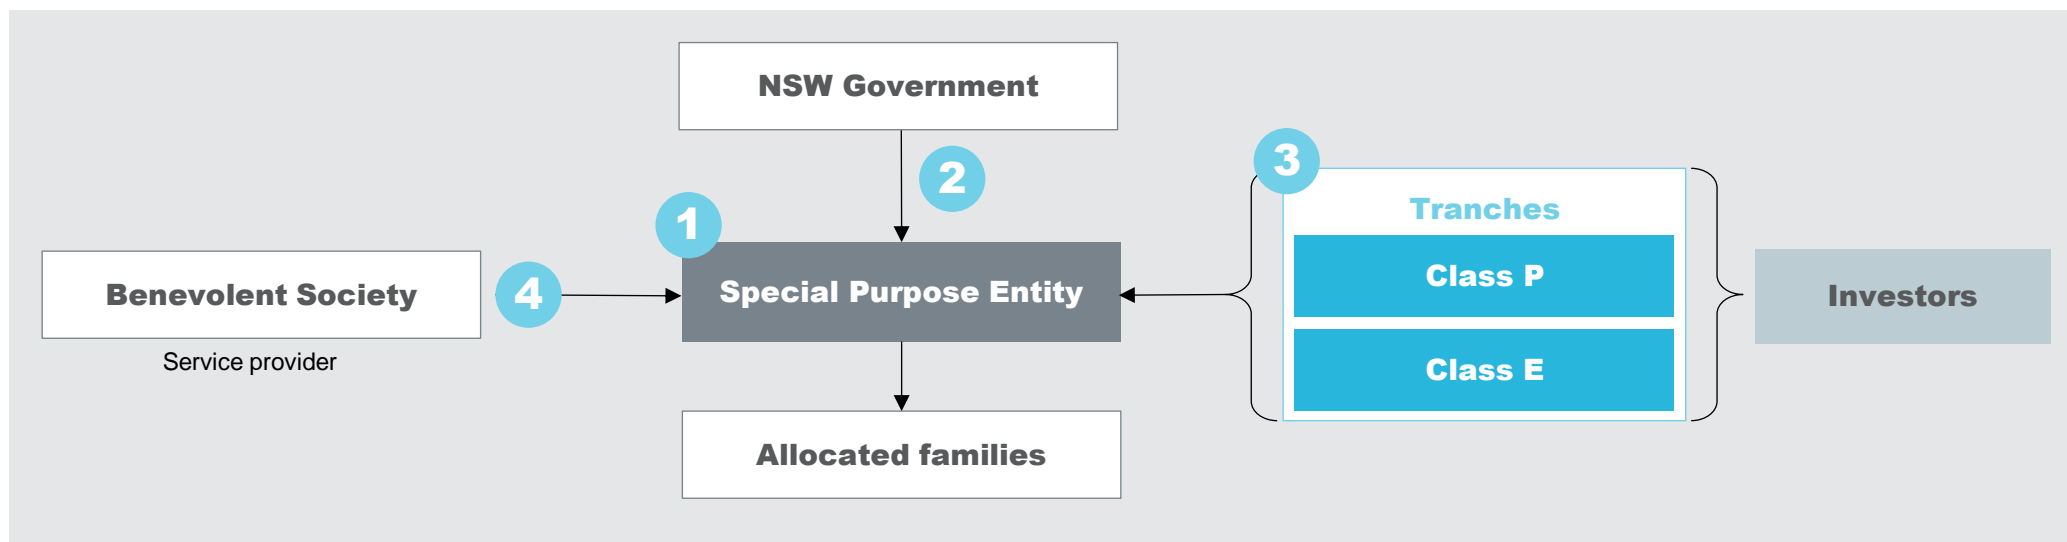 NSW Government
2
3
Tranches
1
Benevolent Society
4
Special Purpose Entity
Class P
Investors
Service provider
Class E
Allocated families